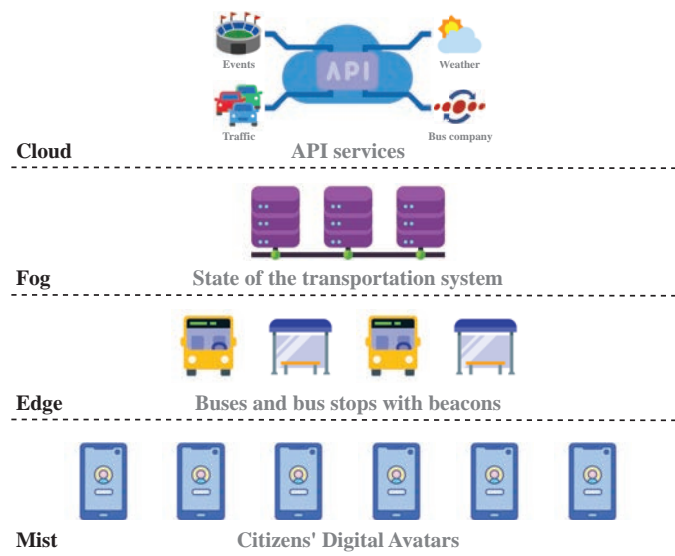 Events
API
Weather
Traffic
Bus company
Cloud
API services
Fog
State of the transportation system
Edge
Buses and bus stops with beacons
Mist
Citizens' Digital Avatars